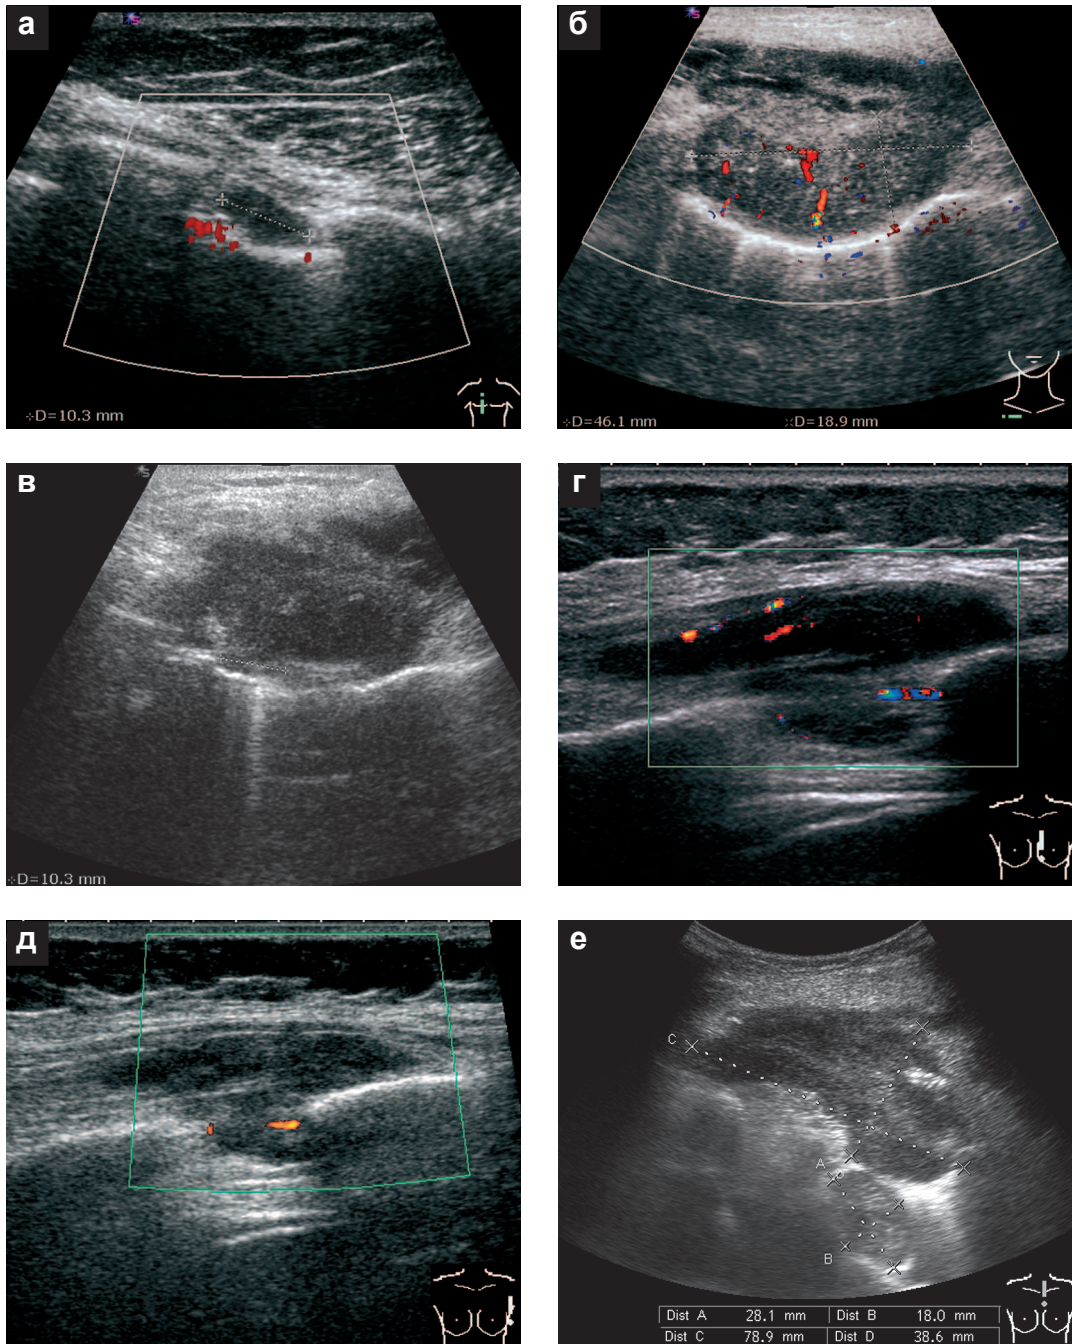 а
s
+D=10.3 mm
б
s
+D=46.1 mm ×D=18.9 mm
в
s
+D=10.3 mm
г
д
е
C
A
B
Dist A 28.1 mm Dist B 18.0 mm
Dist C 78.9 mm Dist D 38.6 mm